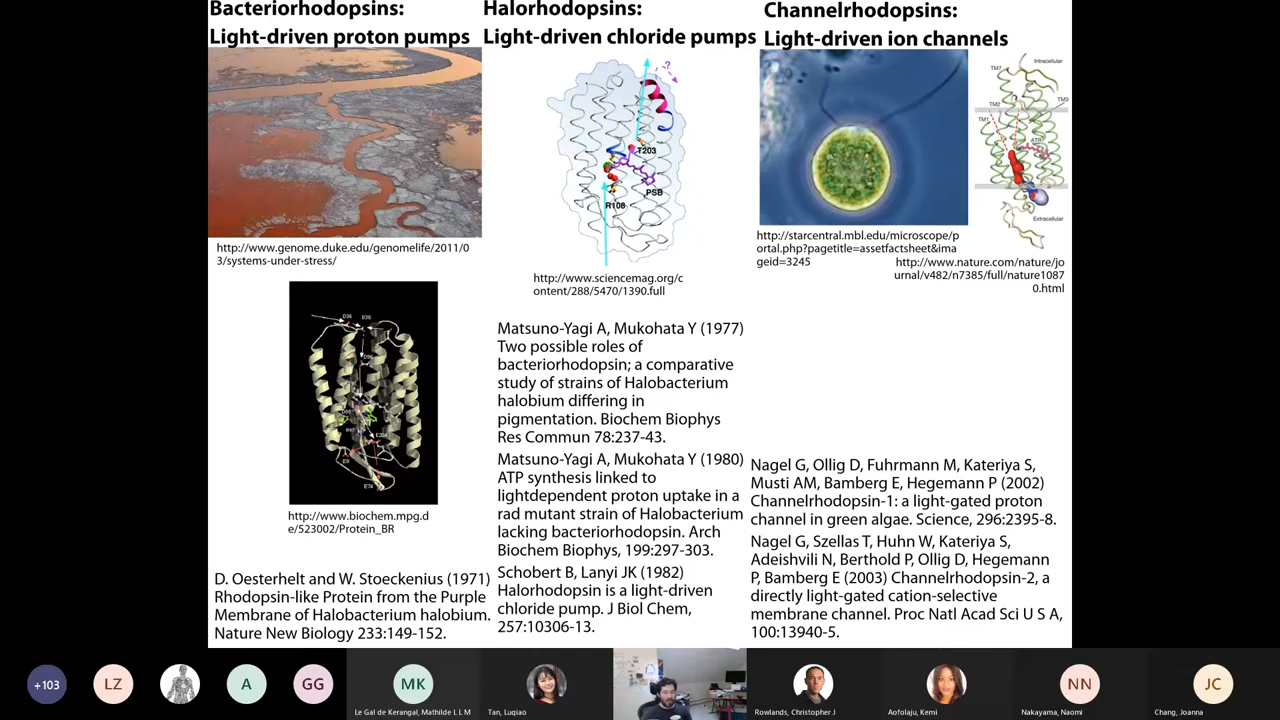 Bacteriorhodopsins:
Light-driven proton pumps
http://www.genome.duke.edu/genomelife/2011/0
3/systems-under-stress/
http://www.biochem.mpg.d
e/523002/Protein_BR
D. Oesterhelt and W. Stoeckenius (1971)
Rhodopsin-like Protein from the Purple
Membrane of Halobacterium halobium.
Nature New Biology 233:149-152.
Halorhodopsins:
Light-driven chloride pumps
?
T203
PSB
R108
http://www.sciencemag.org/c
ontent/288/5470/1390.full
Matsuno-Yagi A, Mukohata Y (1977)
Two possible roles of
bacteriorhodopsin; a comparative
study of strains of Halobacterium
halobium differing in
pigmentation. Biochem Biophys
Res Commun 78:237-43.
Matsuno-Yagi A, Mukohata Y (1980)
ATP synthesis linked to
lightdependent proton uptake in a
rad mutant strain of Halobacterium
lacking bacteriorhodopsin. Arch
Biochem Biophys, 199:297-303.
Schobert B, Lanyi JK (1982)
Halorhodopsin is a light-driven
chloride pump. J Biol Chem,
257:10306-13.
Channelrhodopsins:
Light-driven ion channels
Intracellular
TM7
TM2
TM3
TM1
ATR
Extracellular
http://starcentral.mbl.edu/microscope/p
ortal.php?pagetitle=assetfactsheet&ima
geid=3245
http://www.nature.com/nature/jo
urnal/v482/n7385/full/nature1087
0.html
Nagel G, Ollig D, Fuhrmann M, Kateriya S,
Musti AM, Bamberg E, Hegemann P (2002)
Channelrhodopsin-1: a light-gated proton
channel in green algae. Science, 296:2395-8.
Nagel G, Szellas T, Huhn W, Kateriya S,
Adeishvili N, Berthold P, Ollig D, Hegemann
P, Bamberg E (2003) Channelrhodopsin-2, a
directly light-gated cation-selective
membrane channel. Proc Natl Acad Sci U S A,
100:13940-5.
+103
LZ
A
GG
MK
NN
JC
Le Gal de Kerangal, Mathilde L L M
Tan, Luqiao
Rowlands, Christopher J
Aofolaju, Kemi
Nakayama, Naomi
Chang, Joanna